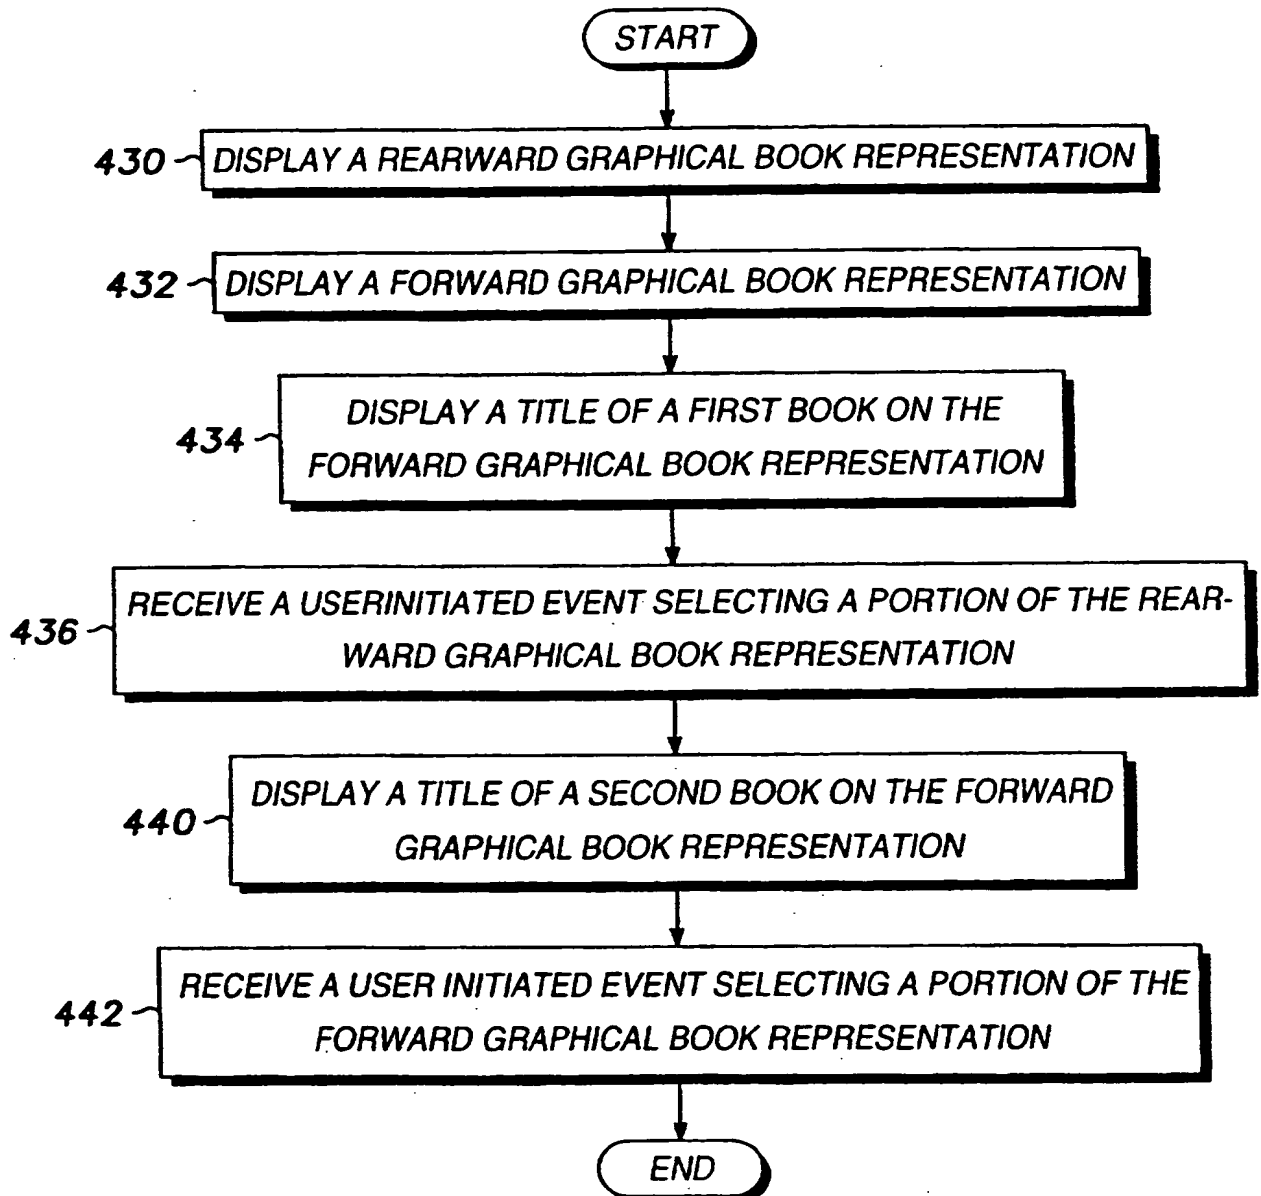 START
430 DISPLAY A REARWARD GRAPHICAL BOOK REPRESENTATION
432 DISPLAY A FORWARD GRAPHICAL BOOK REPRESENTATION
434 DISPLAY A TITLE OF A FIRST BOOK ON THE
FORWARD GRAPHICAL BOOK REPRESENTATION
436 RECEIVE A USERINITIATED EVENT SELECTING A PORTION OF THE REAR-
WARD GRAPHICAL BOOK REPRESENTATION
440 DISPLAY A TITLE OF A SECOND BOOK ON THE FORWARD
GRAPHICAL BOOK REPRESENTATION
442 RECEIVE A USER INITIATED EVENT SELECTING A PORTION OF THE
FORWARD GRAPHICAL BOOK REPRESENTATION
END